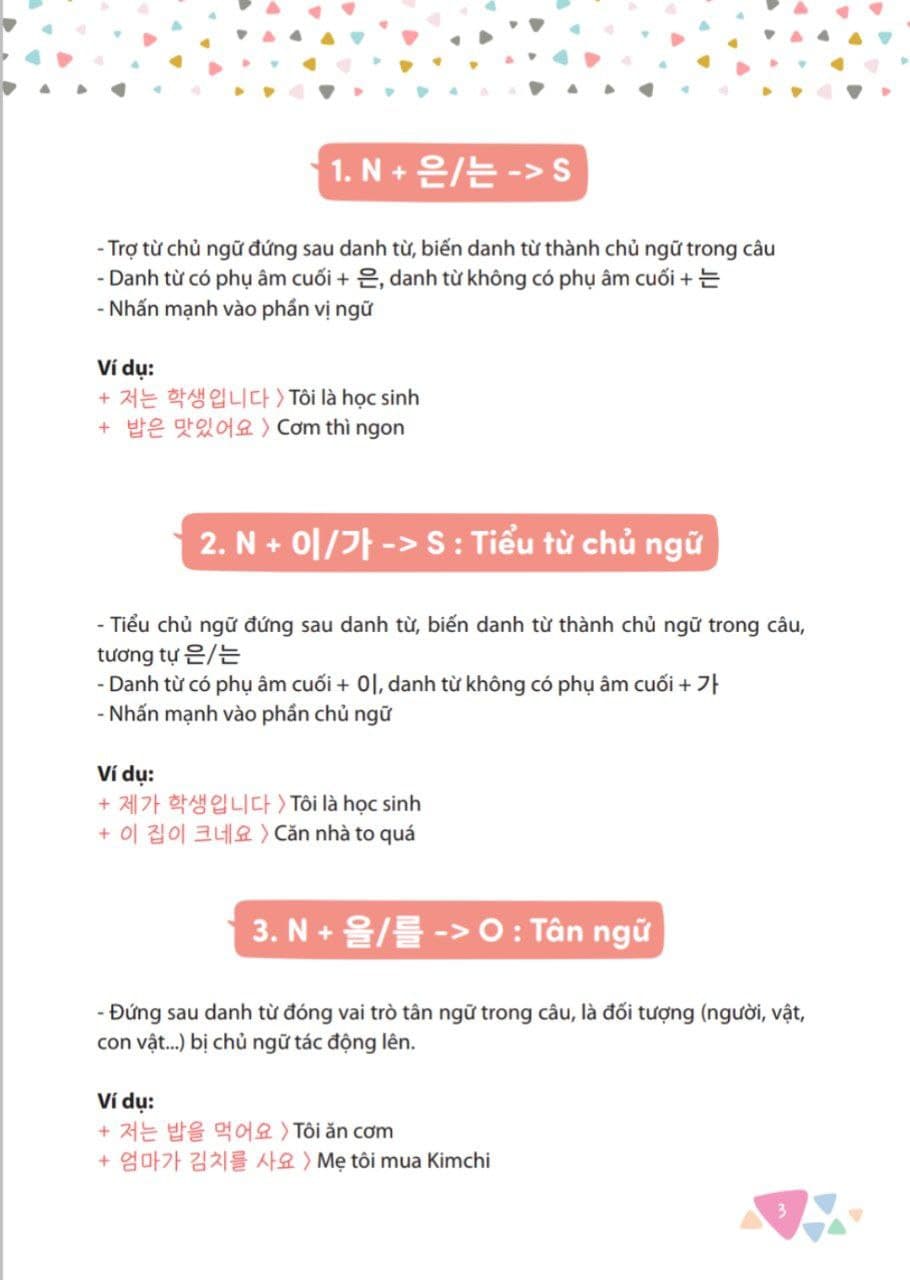 1. N + 은/는 -> S
- Trợ từ chủ ngữ đứng sau danh từ, biến danh từ thành chủ ngữ trong câu
- Danh từ có phụ âm cuối + 은, danh từ không có phụ âm cuối + 는
- Nhấn mạnh vào phần vị ngữ
Ví dụ:
+ 저는 학생입니다 〉Tôi là học sinh
+ 밥은 맛있어요 〉 Cơm thì ngon
2. N + 이/가 -> S : Tiểu từ chủ ngữ
- Tiểu chủ ngữ đứng sau danh từ, biến danh từ thành chủ ngữ trong câu,
tương tự 은/는
- Danh từ có phụ âm cuối + 이, danh từ không có phụ âm cuối + 가
- Nhấn mạnh vào phần chủ ngữ
Ví dụ:
+ 제가 학생입니다 〉Tôi là học sinh
+ 이 집이 크네요 〉Căn nhà to quá
3. N + 을/를 -> O : Tân ngữ
- Đứng sau danh từ đóng vai trò tân ngữ trong câu, là đối tượng (người, vật,
con vật...) bị chủ ngữ tác động lên.
Ví dụ:
+ 저는 밥을 먹어요 〉Tôi ăn cơm
+ 엄마가 김치를 사요 〉Mẹ tôi mua Kimchi
3